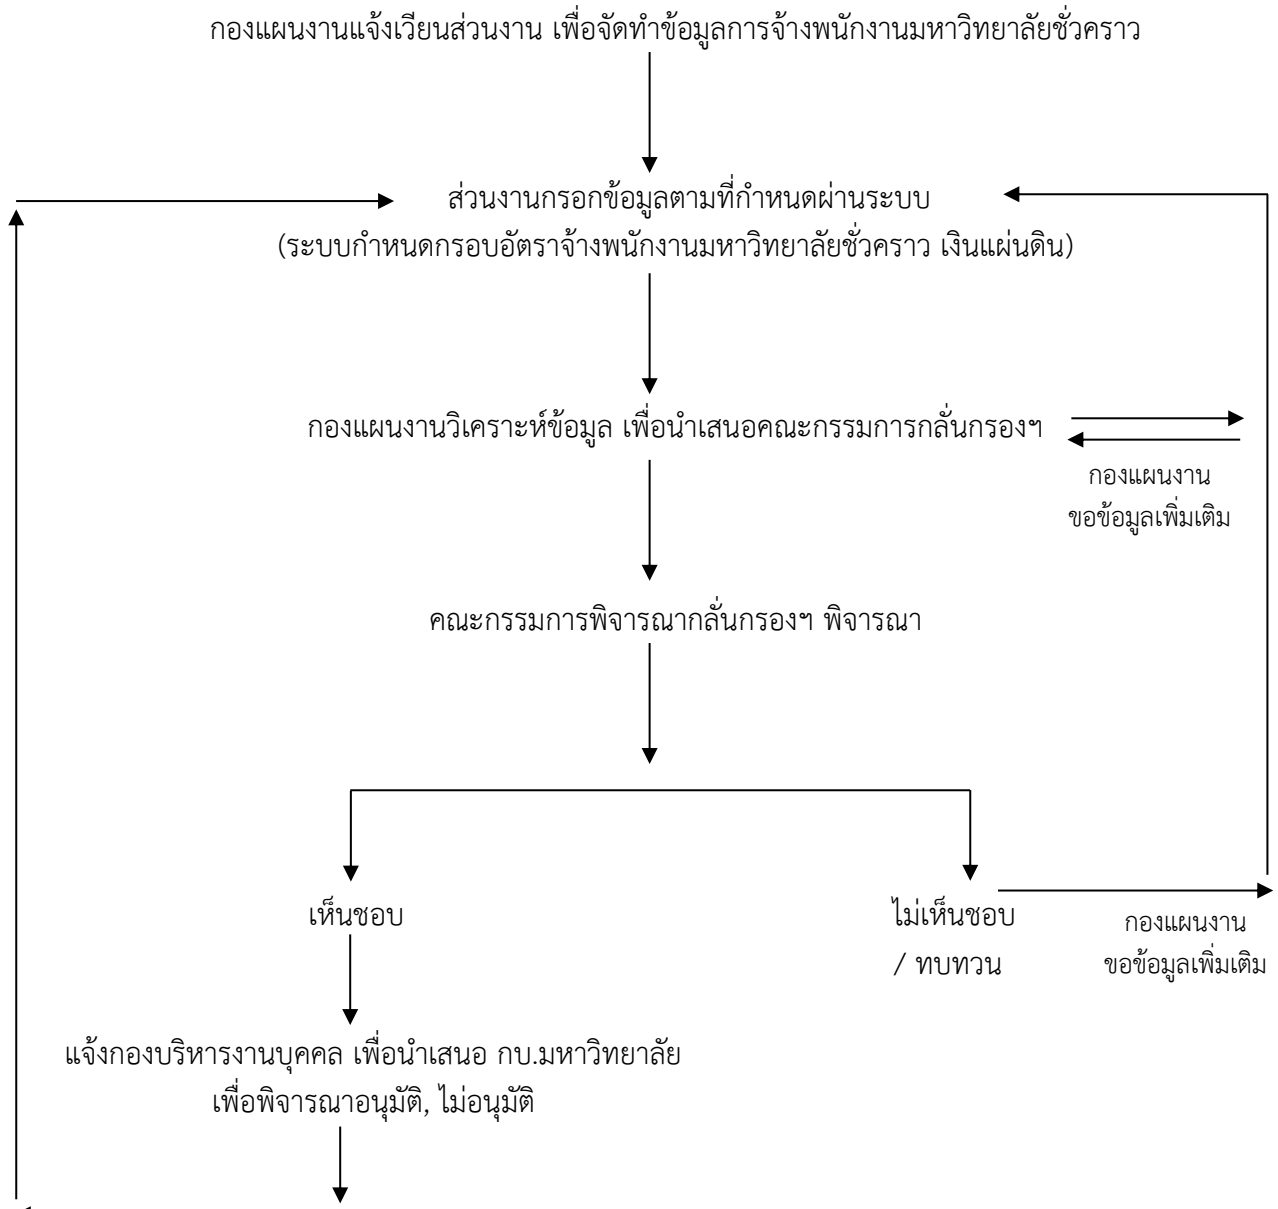 กองแผนงานแจ้งเวียนส่วนงาน เพื่อจัดทำข้อมูลการจ้างพนักงานมหาวิทยาลัยชั่วคราว
ส่วนงานกรอกข้อมูลตามที่กำหนดผ่านระบบ
(ระบบกำหนดกรอบอัตราจ้างพนักงานมหาวิทยาลัยชั่วคราว เงินแผ่นดิน)
กองแผนงานวิเคราะห์ข้อมูล เพื่อนำเสนอคณะกรรมการกลั่นกรองฯ
กองแผนงาน
ขอข้อมูลเพิ่มเติม
คณะกรรมการพิจารณากลั่นกรองฯ พิจารณา
เห็นชอบ
ไม่เห็นชอบ
/ ทบทวน
กองแผนงาน
ขอข้อมูลเพิ่มเติม
แจ้งกองบริหารงานบุคคล เพื่อนำเสนอ กบ.มหาวิทยาลัย
เพื่อพิจารณาอนุมัติ, ไม่อนุมัติ